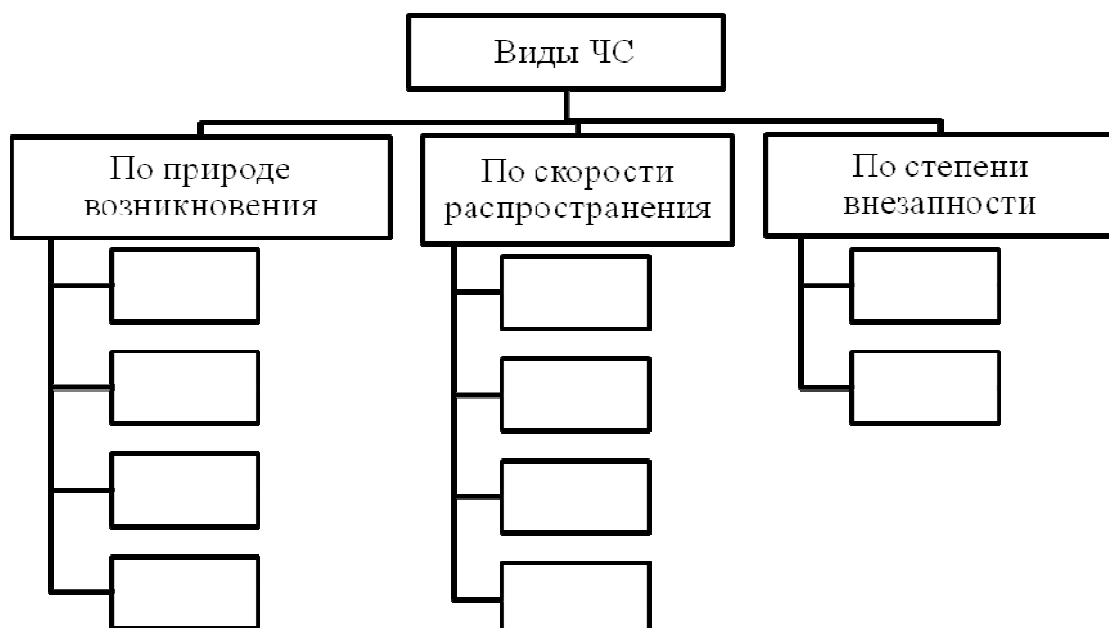 Виды ЧС
По природе
возникновения
По скорости
распространения
По степени
внезапности